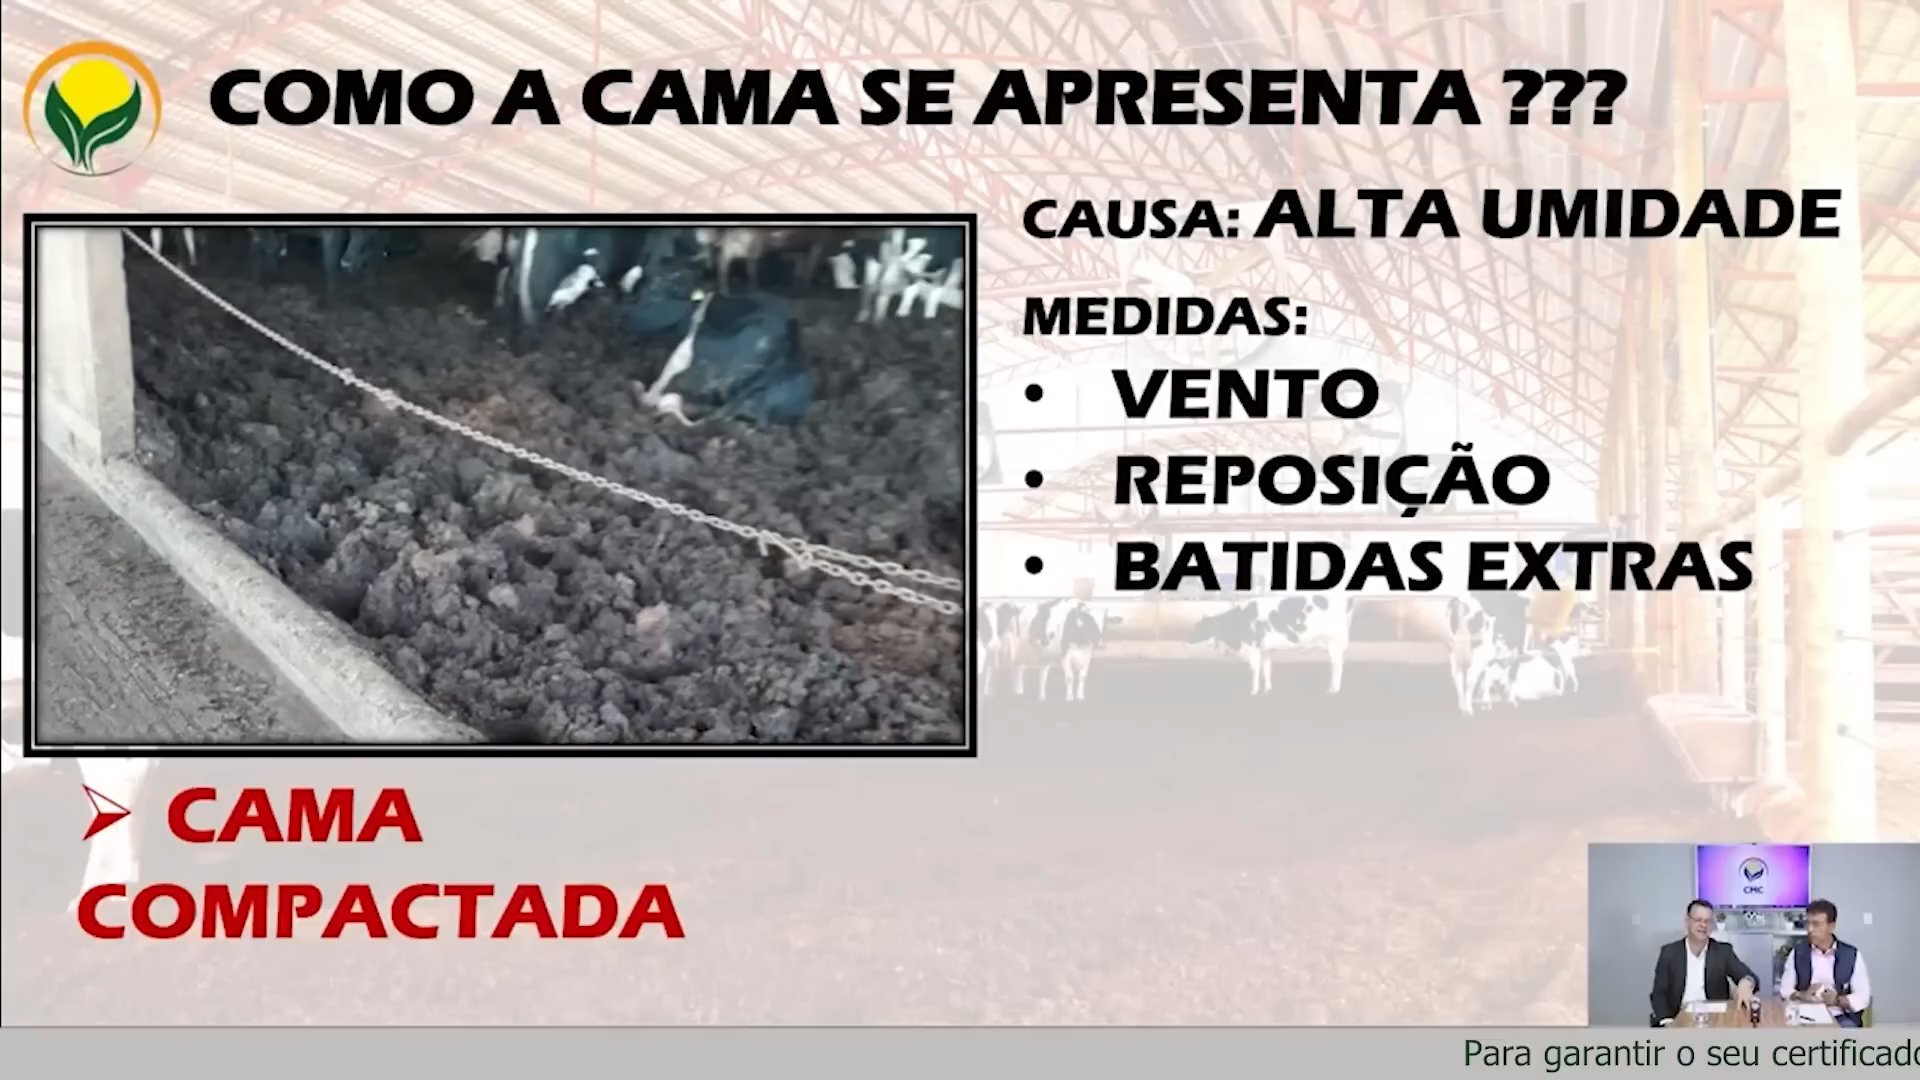 COMO A CAMA SE APRESENTA ???
CAUSA: ALTA UMIDADE
MEDIDAS:
• VENTO
• REPOSIÇÃO
• BATIDAS EXTRAS
➢ CAMA
COMPACTADA
CMC
Para garantir o seu certificado